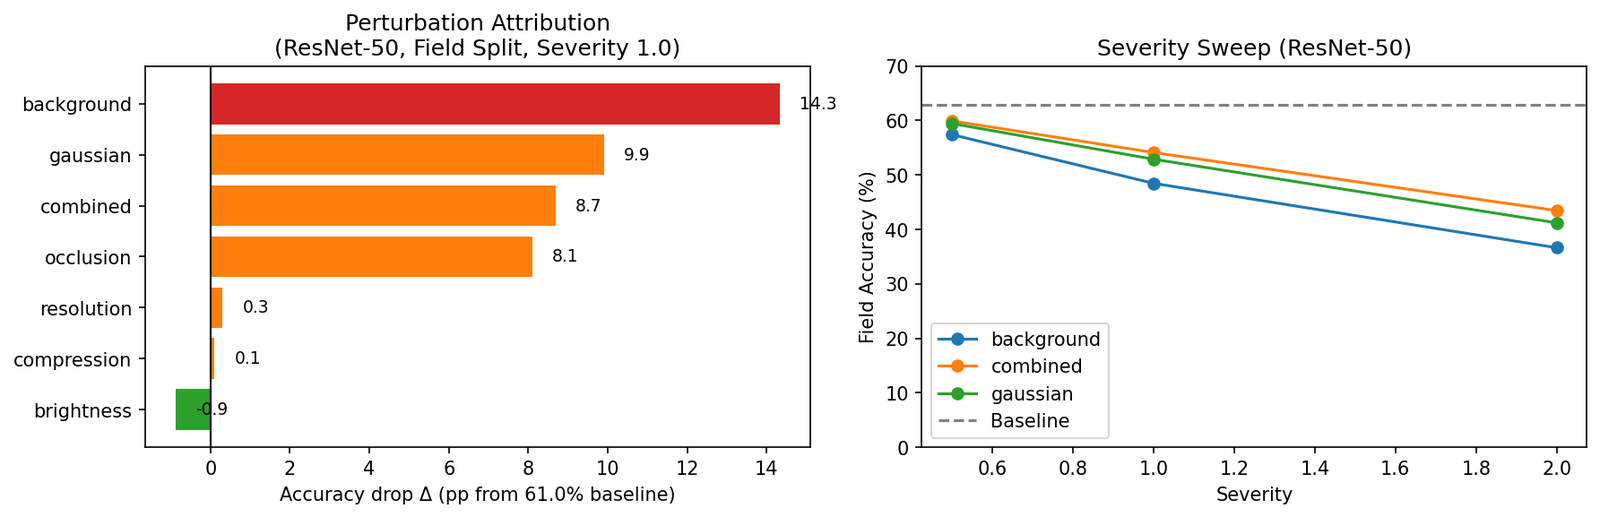 Perturbation Attribution
(ResNet-50, Field Split, Severity 1.0)
background
14.3
gaussian
9.9
combined
8.7
occlusion
8.1
resolution
0.3
compression
0.1
brightness
-0.9
0 2 4 6 8 10 12 14
Accuracy drop Δ (pp from 61.0% baseline)
Severity Sweep (ResNet-50)
Field Accuracy (%)
70
60
50
40
30
20
10
0
background
combined
gaussian
Baseline
0.6 0.8 1.0 1.2 1.4 1.6 1.8 2.0
Severity